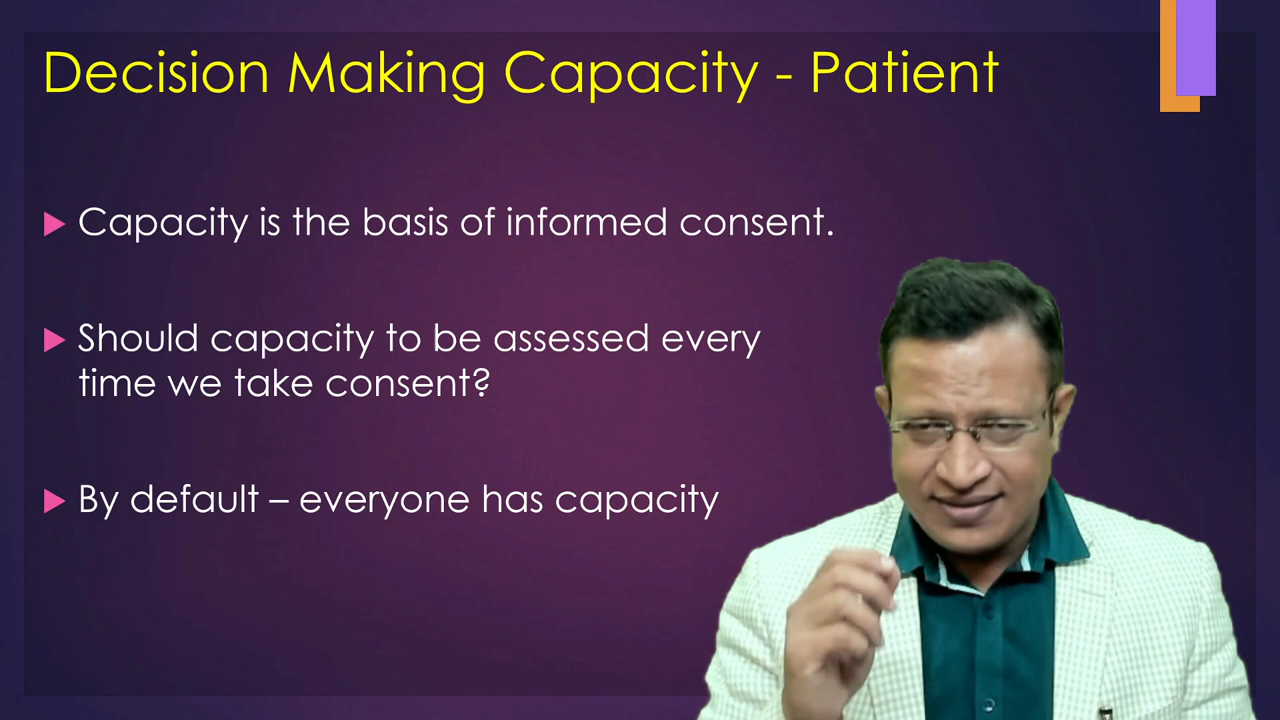 Decision Making Capacity - Patient
Capacity is the basis of informed consent.
Should capacity to be assessed every
time we take consent?
By default – everyone has capacity